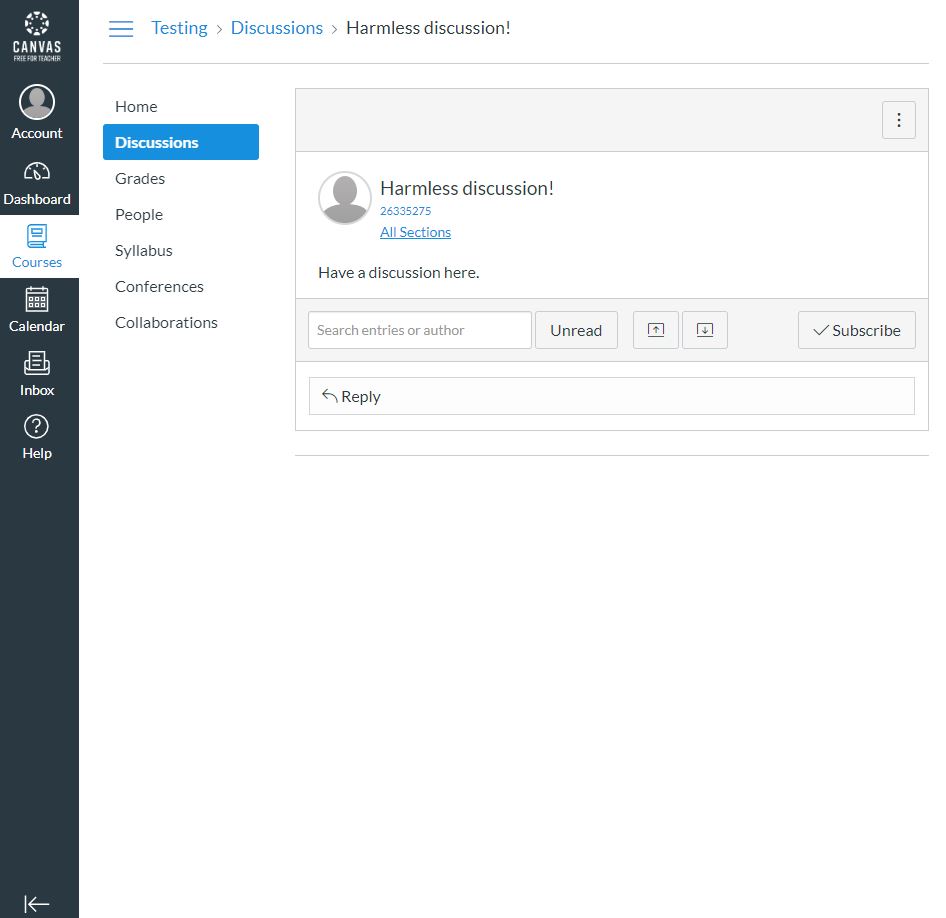 CANVAS
FREE FOR TEACHER
Account
Dashboard
Courses
Calendar
Inbox
Help
Testing > Discussions > Harmless discussion!
Home
Discussions
Grades
People
Syllabus
Conferences
Collaborations
Harmless discussion!
26335275
All Sections
Have a discussion here.
Search entries or author
Unread
Subscribe
Reply